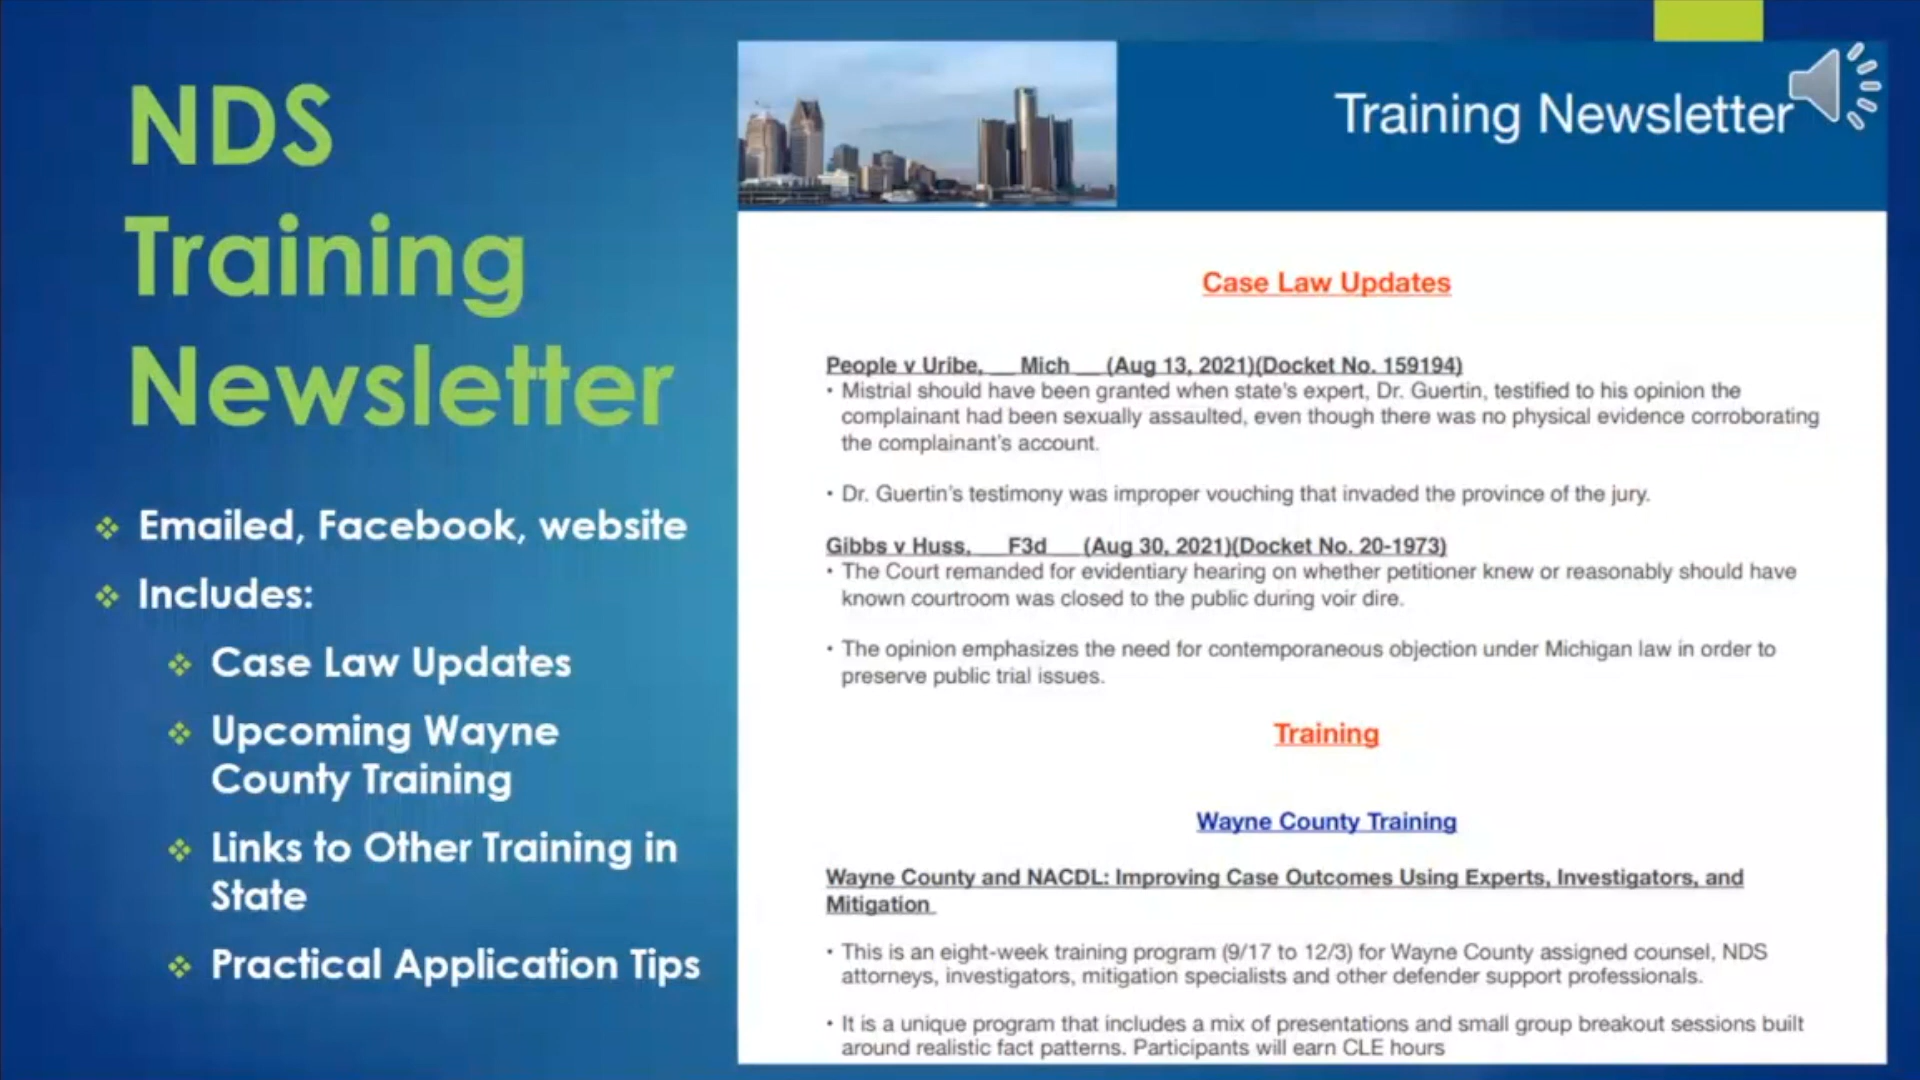 NDS
Training
Newsletter
Emailed, Facebook, website
Includes:
Case Law Updates
Upcoming Wayne
County Training
Links to Other Training in
State
Practical Application Tips
Training Newsletter
Case Law Updates
People v Uribe, __ Mich __ (Aug 13, 2021)(Docket No. 159194)
• Mistrial should have been granted when state's expert, Dr. Guertin, testified to his opinion the
complainant had been sexually assaulted, even though there was no physical evidence corroborating
the complainant's account.
• Dr. Guertin's testimony was improper vouching that invaded the province of the jury.
Gibbs v Huss, __ F3d __ (Aug 30, 2021)(Docket No. 20-1973)
• The Court remanded for evidentiary hearing on whether petitioner knew or reasonably should have
known courtroom was closed to the public during voir dire.
• The opinion emphasizes the need for contemporaneous objection under Michigan law in order to
preserve public trial issues.
Training
Wayne County Training
Wayne County and NACDL: Improving Case Outcomes Using Experts, Investigators, and
Mitigation
• This is an eight-week training program (9/17 to 12/3) for Wayne County assigned counsel, NDS
attorneys, investigators, mitigation specialists and other defender support professionals.
• It is a unique program that includes a mix of presentations and small group breakout sessions built
around realistic fact patterns. Participants will earn CLE hours